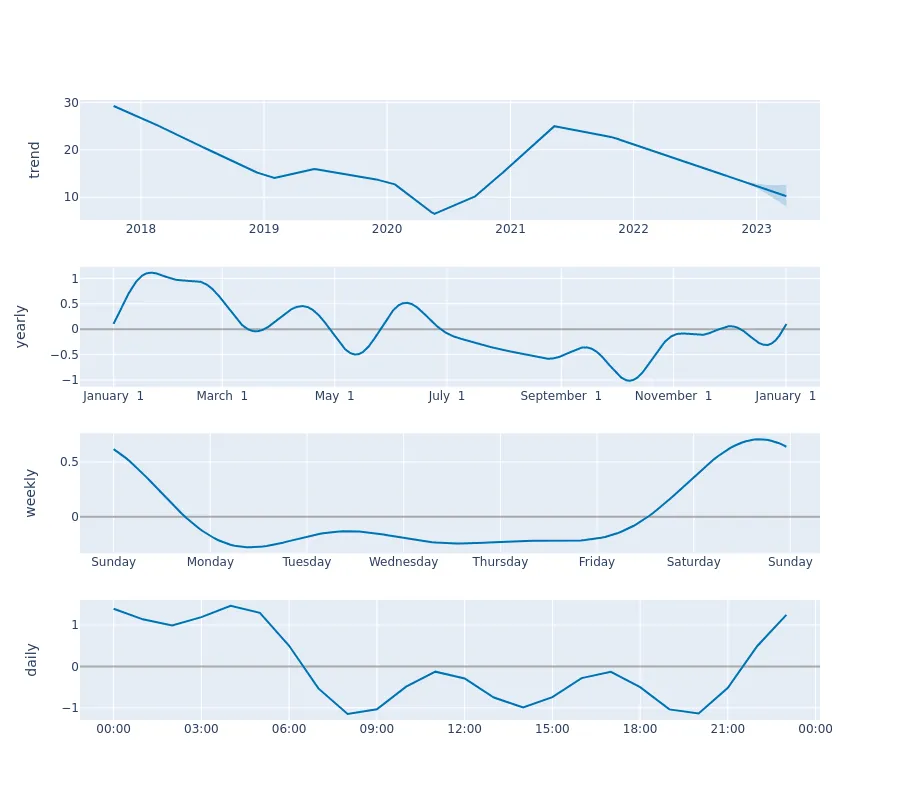 trend
30
20
10
2018 2019 2020 2021 2022 2023
yearly
1
0.5
0
−0.5
−1
January 1 March 1 May 1 July 1 September 1 November 1 January 1
weekly
0.5
0
Sunday Monday Tuesday Wednesday Thursday Friday Saturday Sunday
daily
1
0
−1
00:00 03:00 06:00 09:00 12:00 15:00 18:00 21:00 00:00